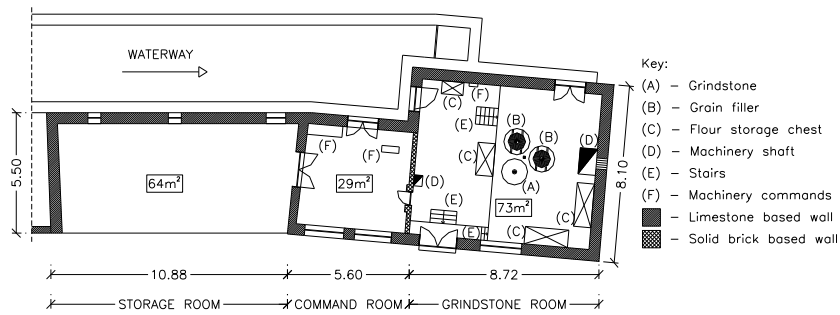 WATERWAY
Key:
(A) – Grindstone
(B) – Grain filler
(C) – Flour storage chest
(D) – Machinery shaft
(E) – Stairs
(F) – Machinery commands
– Limestone based wall
– Solid brick based wall
(C)
(F)
(E)
(B)
(B)
(D)
(F)
(F)
(C)
(A)
(D)
64m²
29m²
73m²
(E)
(E)
(C)
(C)
5.50
8.10
10.88
5.60
8.72
STORAGE ROOM
COMMAND ROOM
GRINDSTONE ROOM